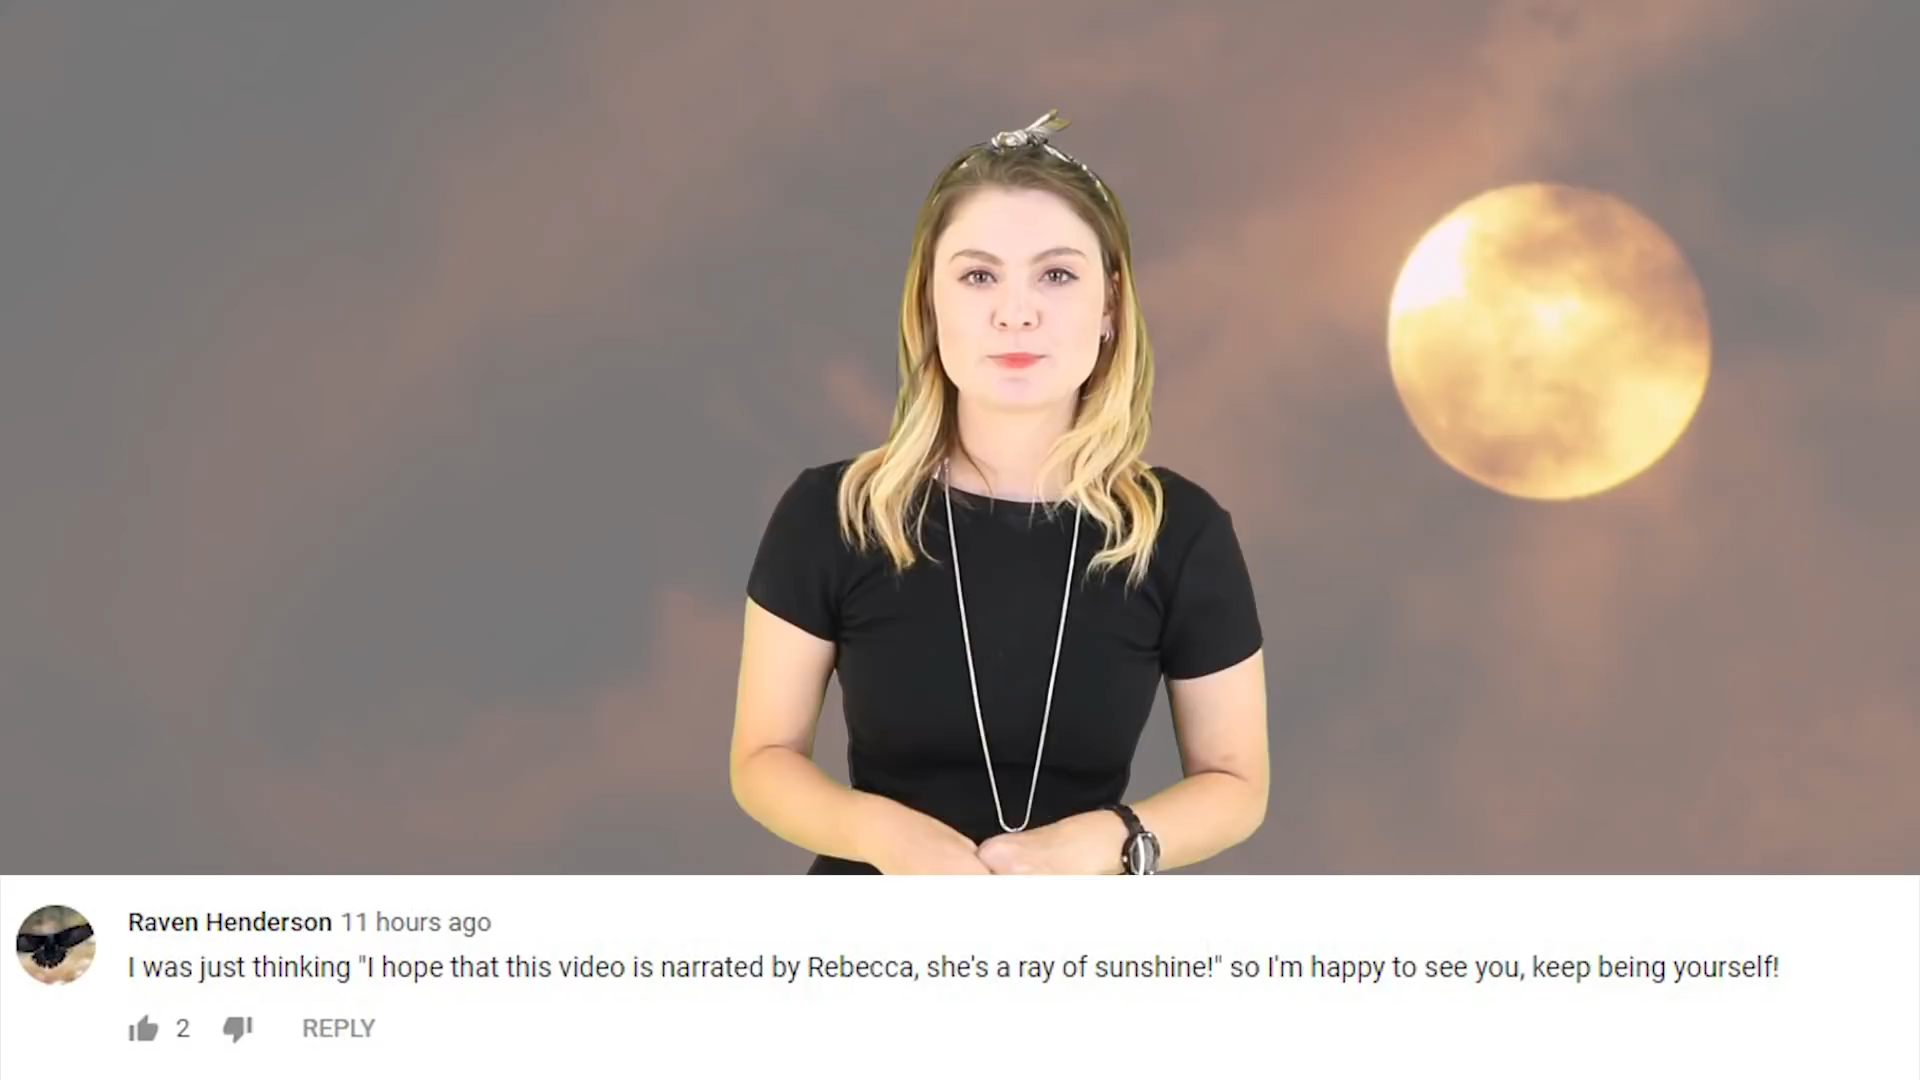 Raven Henderson 11 hours ago
I was just thinking "I hope that this video is narrated by Rebecca, she's a ray of sunshine!" so I'm happy to see you, keep being yourself!
2 REPLY